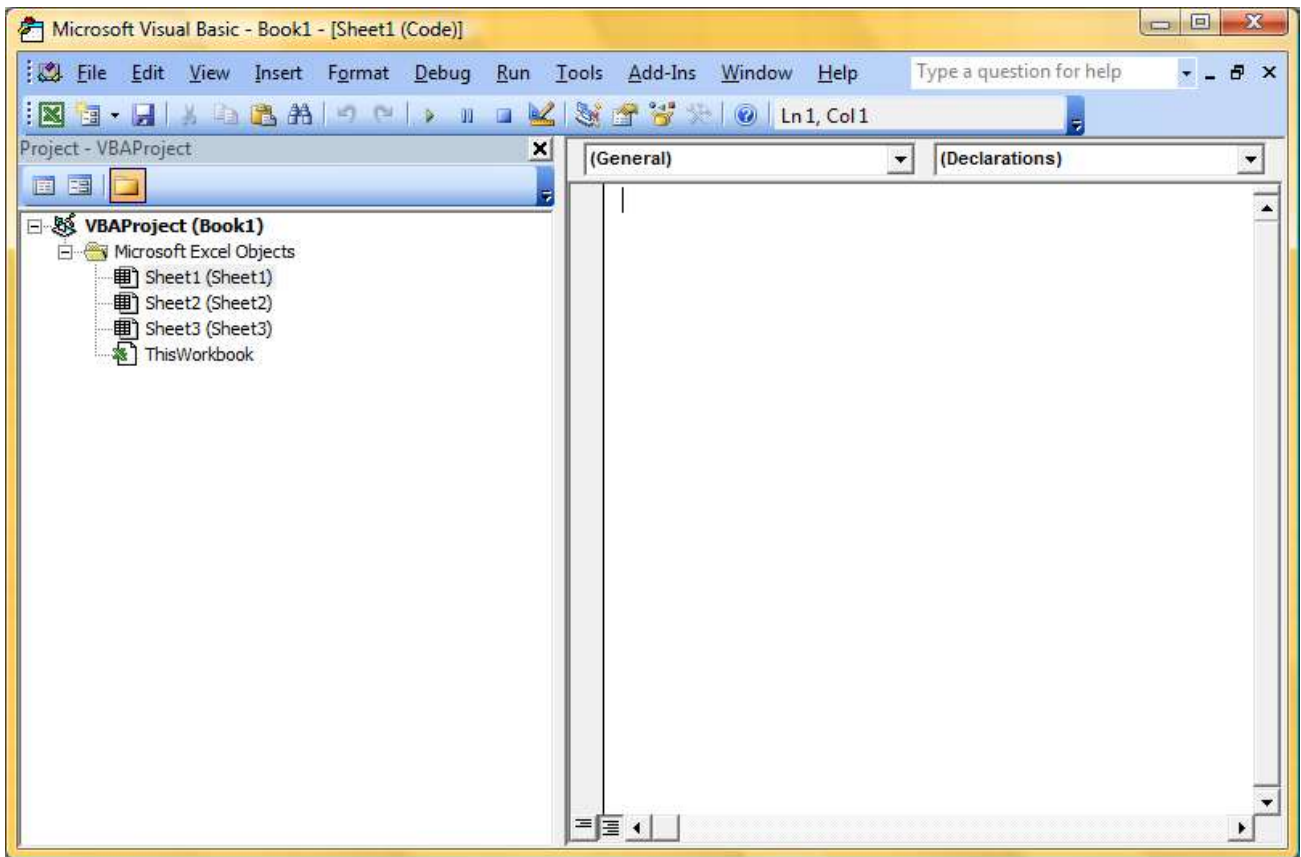 Microsoft Visual Basic - Book1 - [Sheet1 (Code)]
File Edit View Insert Format Debug Run Tools Add-Ins Window Help Type a question for help
Ln 1, Col 1
Project - VBAProject
(General) (Declarations)
VBAProject (Book1)
Microsoft Excel Objects
Sheet1 (Sheet1)
Sheet2 (Sheet2)
Sheet3 (Sheet3)
ThisWorkbook